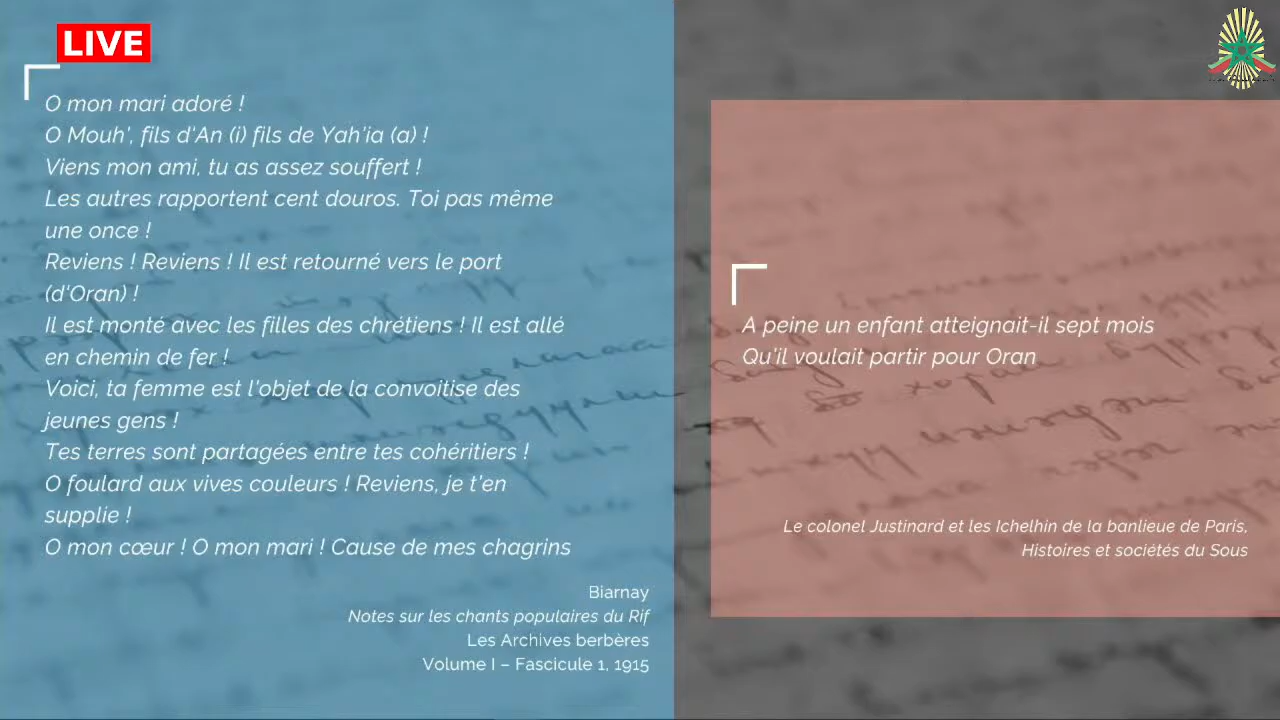 LIVE
O mon mari adoré !
O Mouh', fils d'An (i) fils de Yah'ia (a) !
Viens mon ami, tu as assez souffert !
Les autres rapportent cent douros. Toi pas même
une once !
Reviens ! Reviens ! Il est retourné vers le port
(d'Oran) !
Il est monté avec les filles des chrétiens ! Il est allé
en chemin de fer !
Voici, ta femme est l'objet de la convoitise des
jeunes gens !
Tes terres sont partagées entre tes cohéritiers !
O foulard aux vives couleurs ! Reviens, je t'en
supplie !
O mon cœur ! O mon mari ! Cause de mes chagrins
Biarnay
Notes sur les chants populaires du Rif
Les Archives berbères
Volume I – Fascicule 1, 1915
A peine un enfant atteignait-il sept mois
Qu'il voulait partir pour Oran
Le colonel Justinard et les Ichelhin de la banlieue de Paris,
Histoires et sociétés du Sous